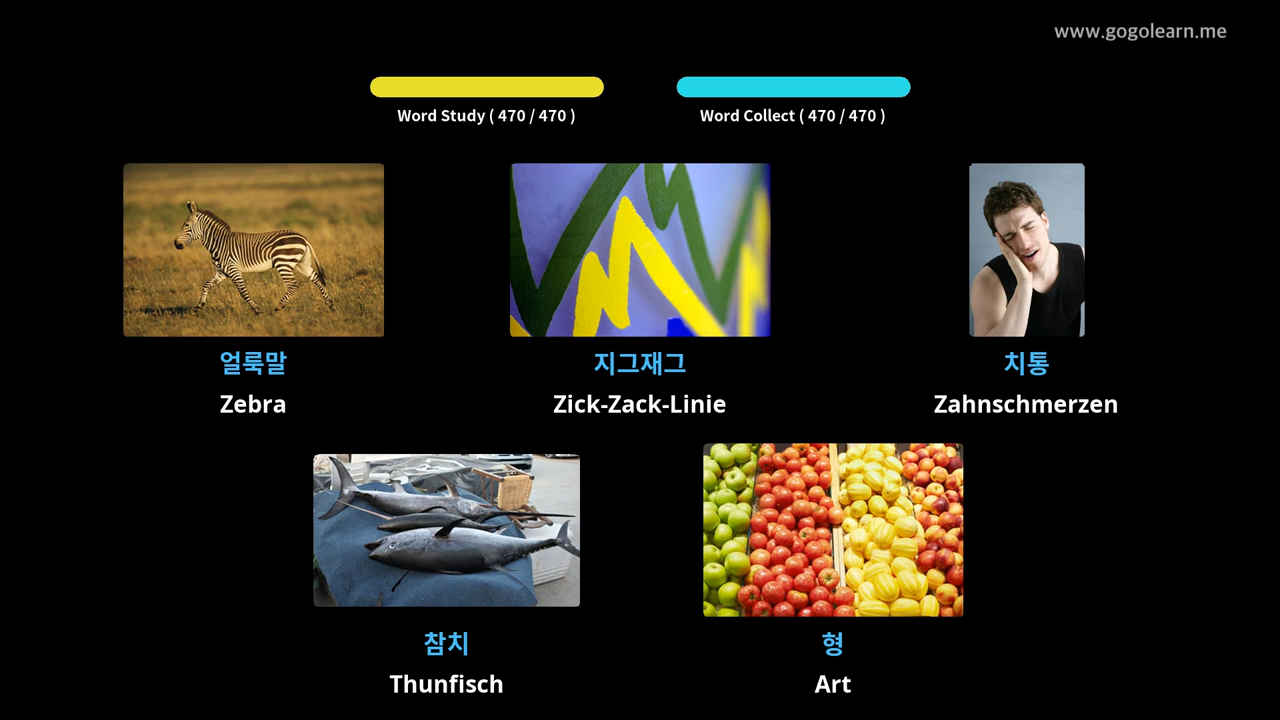 www.gogolearn.me
Word Study ( 470 / 470 )
Word Collect ( 470 / 470 )
얼룩말
Zebra
지그재그
Zick-Zack-Linie
치통
Zahnschmerzen
참치
Thunfisch
형
Art